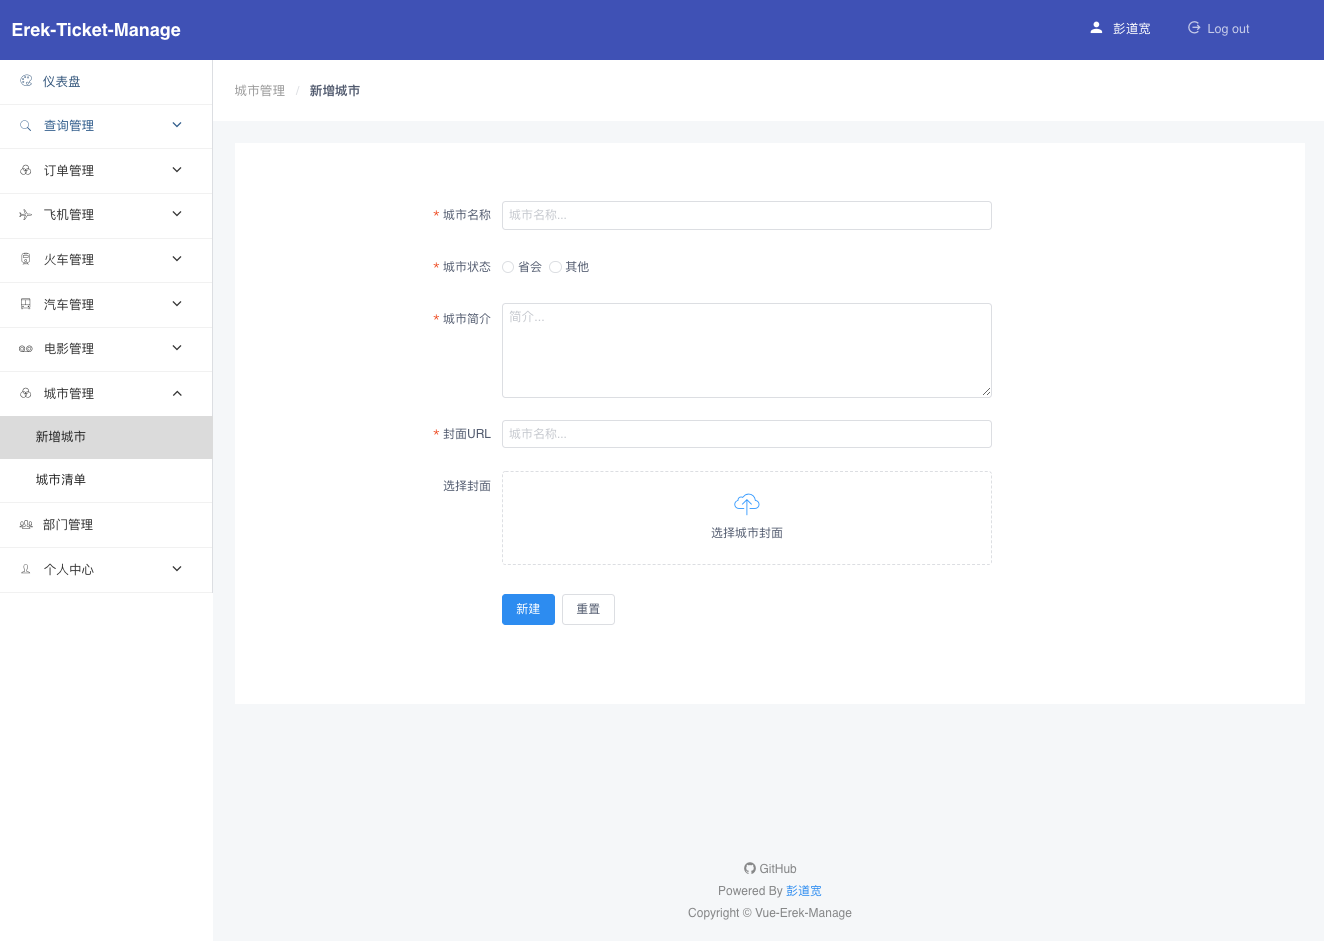 Erek-Ticket-Manage
彭道宽
Log out
仪表盘
查询管理
订单管理
飞机管理
火车管理
汽车管理
电影管理
城市管理
新增城市
城市清单
部门管理
个人中心
城市管理 / 新增城市
* 城市名称 城市名称...
* 城市状态 省会 其他
* 城市简介 简介...
* 封面URL 城市名称...
选择封面
选择城市封面
新建 重置
GitHub
Powered By 彭道宽
Copyright © Vue-Erek-Manage